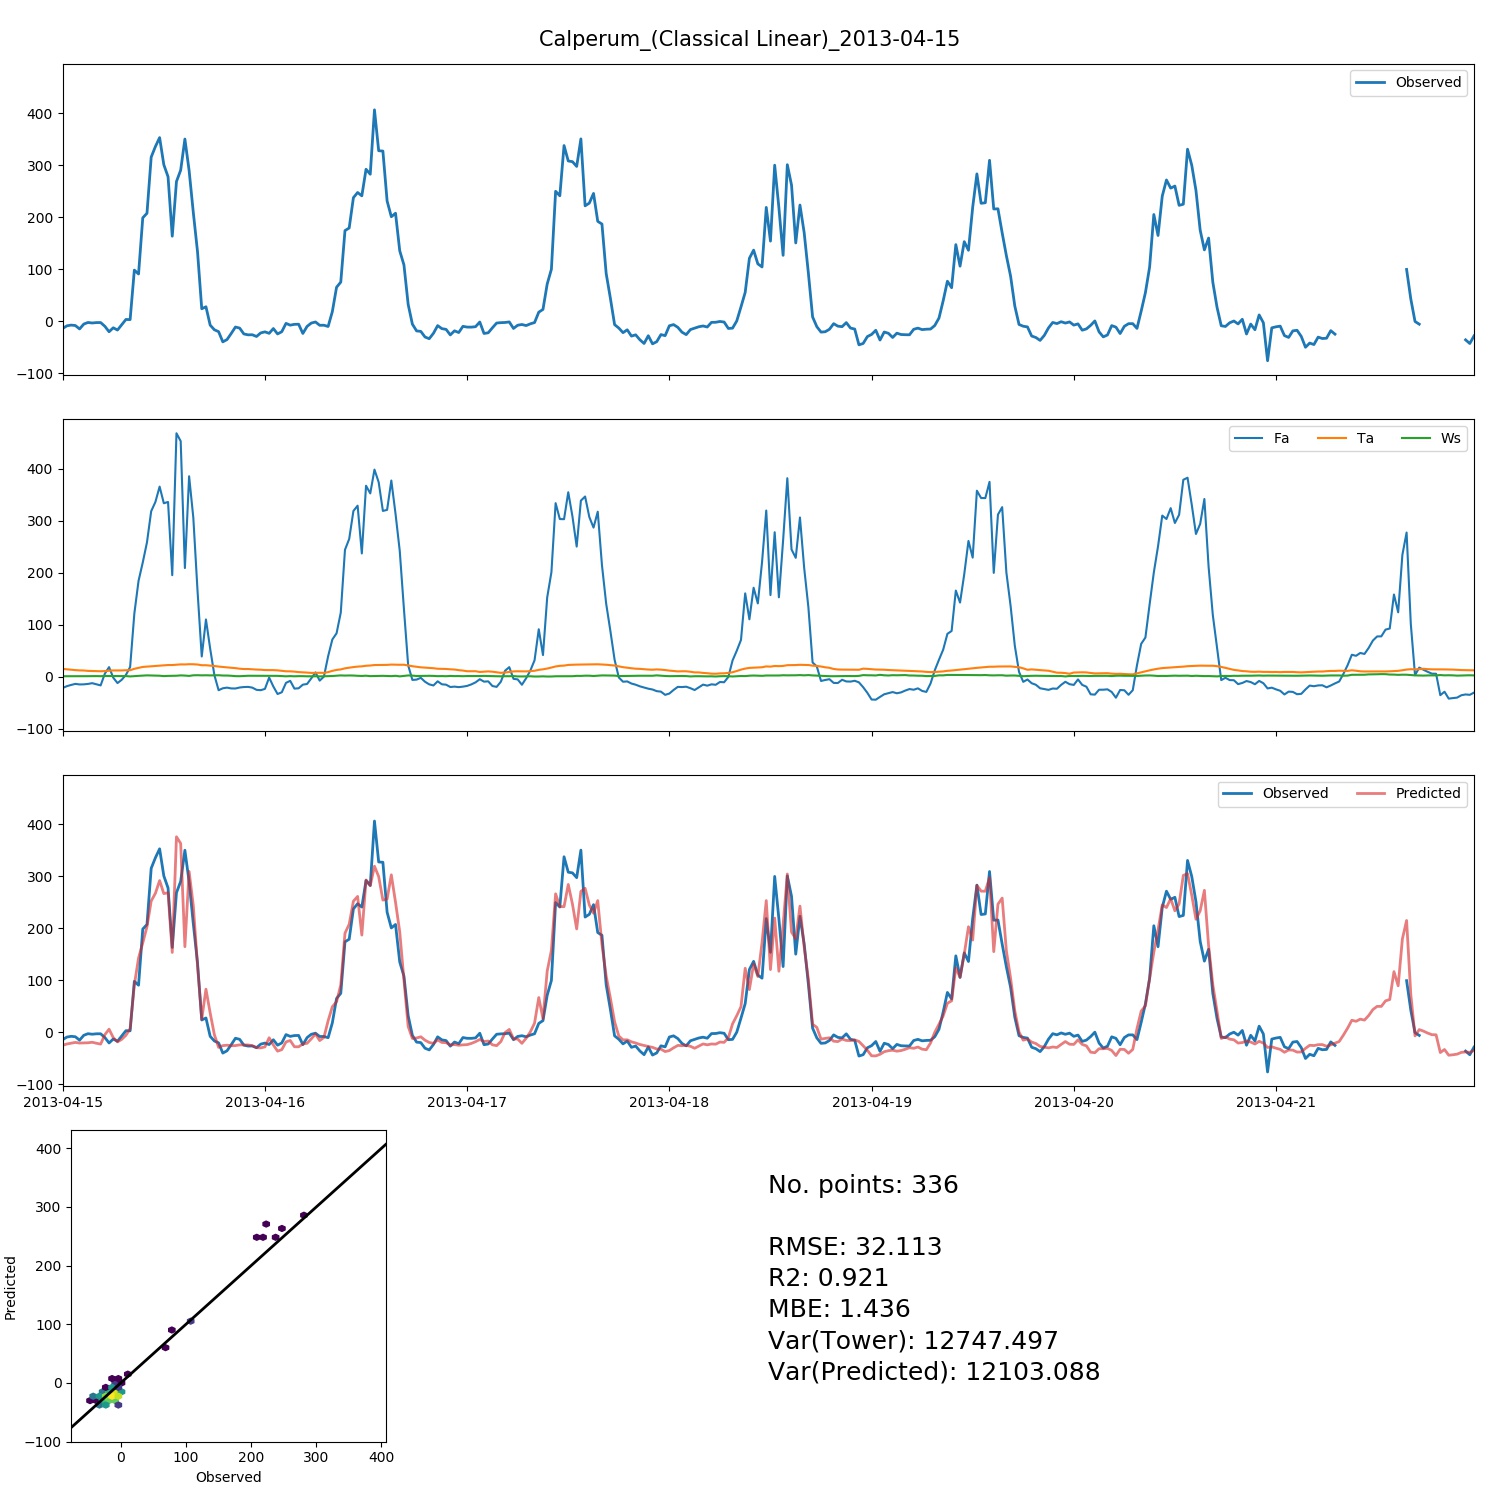 Calperum_(Classical Linear)_2013-04-15
Observed
400
300
200
100
0
−100
Fa Ta Ws
400
300
200
100
0
−100
Observed Predicted
400
300
200
100
0
−100
2013-04-15 2013-04-16 2013-04-17 2013-04-18 2013-04-19 2013-04-20 2013-04-21
400
300
200
100
0
−100
Predicted
0 100 200 300 400
Observed
No. points: 336
RMSE: 32.113
R2: 0.921
MBE: 1.436
Var(Tower): 12747.497
Var(Predicted): 12103.088